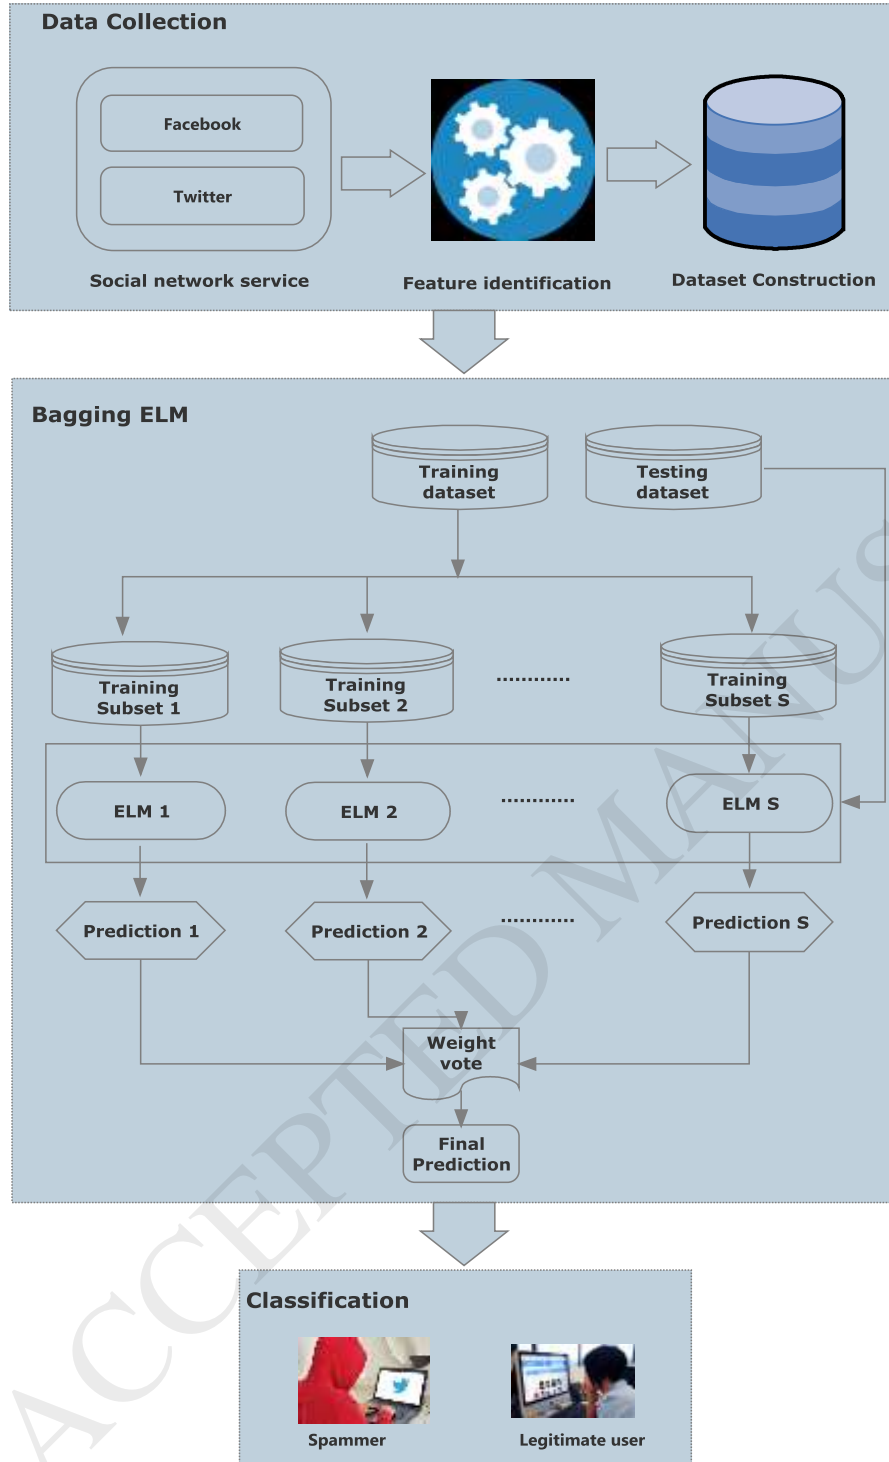 Data Collection
Facebook
Twitter
Social network service
Feature identification
Dataset Construction
Bagging ELM
Training
dataset
Testing
dataset
Training
Subset 1
Training
Subset 2
............
Training
Subset S
ELM 1
ELM 2
............
ELM S
Prediction 1
Prediction 2
............
Prediction S
Weight
vote
Final
Prediction
Classification
Spammer
Legitimate user
ACCEPTED MANUS